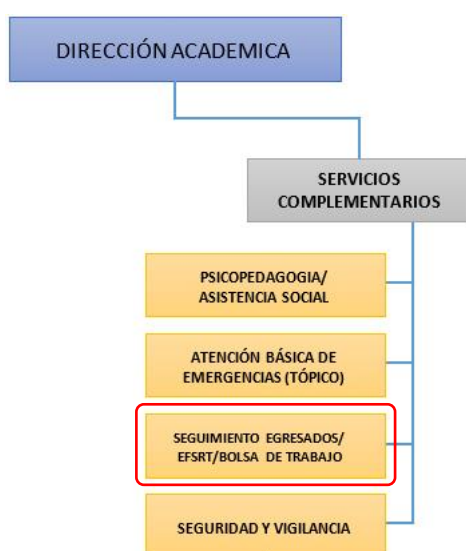 DIRECCIÓN ACADEMICA
SERVICIOS
COMPLEMENTARIOS
PSICOPEDAGOGIA/
ASISTENCIA SOCIAL
ATENCIÓN BÁSICA DE
EMERGENCIAS (TÓPICO)
SEGUIMIENTO EGRESADOS/
EFSRT/BOLSA DE TRABAJO
SEGURIDAD Y VIGILANCIA